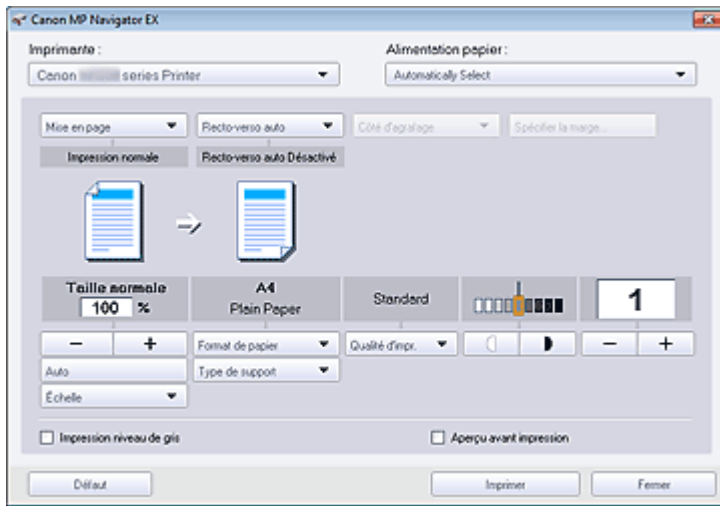 Canon MP Navigator EX
Imprimante :
Alimentation papier :
Canon series Printer
Automatically Select
Mise en page
Recto-verso auto
Côté d'agrafage
Spécifier la marge...
Impression normale
Recto-verso auto Désactivé
Taille normale
100 %
A4
Plain Paper
Standard
1
− +
Format de papier
Qualité d'impr.
− +
Auto
Type de support
Échelle
Impression niveau de gris
Aperçu avant impression
Défaut
Imprimer
Fermer